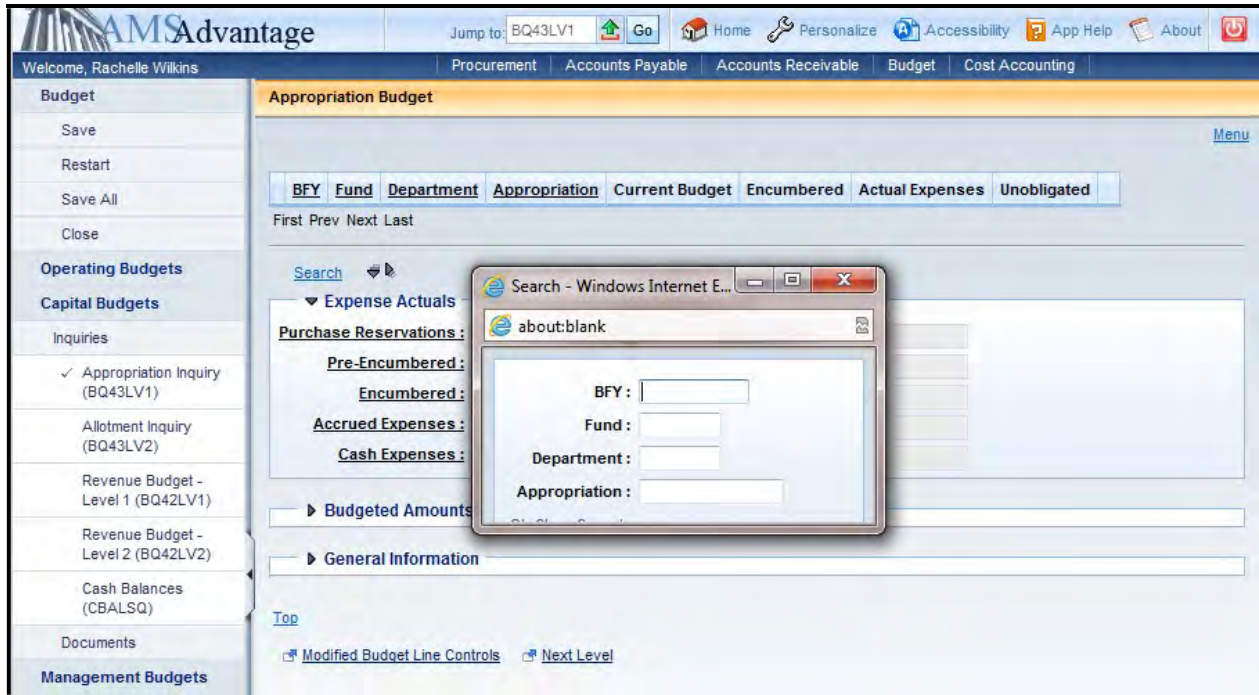 AMSAdvantage
Jump to: BQ43LV1 Go Home Personalize Accessibility App Help About
Welcome, Rachelle Wilkins
Procurement Accounts Payable Accounts Receivable Budget Cost Accounting
Budget
Save
Restart
Save All
Close
Operating Budgets
Capital Budgets
Inquiries
✓ Appropriation Inquiry
(BQ43LV1)
Allotment Inquiry
(BQ43LV2)
Revenue Budget -
Level 1 (BQ42LV1)
Revenue Budget -
Level 2 (BQ42LV2)
Cash Balances
(CBALSQ)
Documents
Management Budgets
Appropriation Budget
Menu
BFY Fund Department Appropriation Current Budget Encumbered Actual Expenses Unobligated
First Prev Next Last
Search
Expense Actuals
Purchase Reservations :
Pre-Encumbered :
Encumbered :
Accrued Expenses :
Cash Expenses :
Budgeted Amounts
General Information
Top
Modified Budget Line Controls Next Level
Search - Windows Internet E...
about:blank
BFY :
Fund :
Department :
Appropriation :